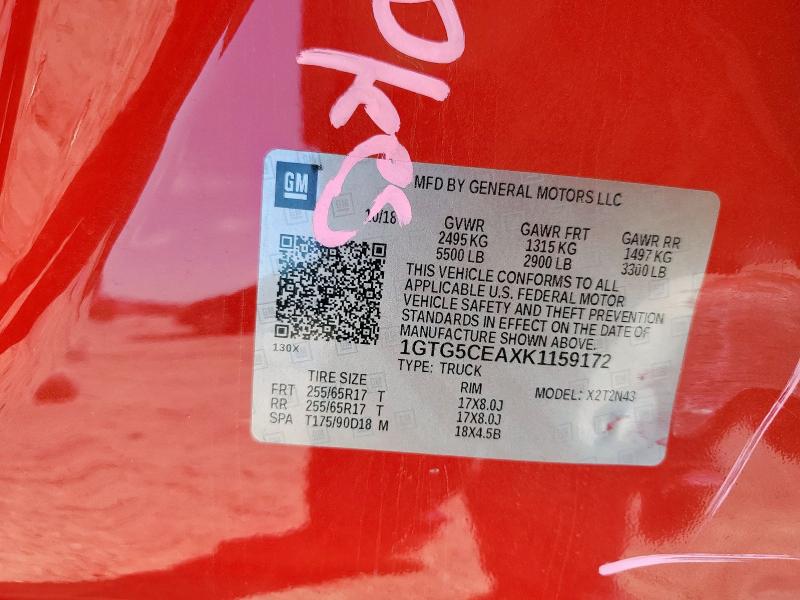 OKCC
GM
MFD BY GENERAL MOTORS LLC
10/18
GVWR GAWR FRT GAWR RR
2495 KG 1315 KG 1497 KG
5500 LB 2900 LB 3300 LB
THIS VEHICLE CONFORMS TO ALL
APPLICABLE U.S. FEDERAL MOTOR
VEHICLE SAFETY AND THEFT PREVENTION
STANDARDS IN EFFECT ON THE DATE OF
MANUFACTURE SHOWN ABOVE.
130X
1GTG5CEAXK1159172
TYPE: TRUCK
MODEL: X2T2N43
TIRE SIZE RIM
FRT 255/65R17 T 17X8.0J
RR 255/65R17 T 17X8.0J
SPA T175/90D18 M 18X4.5B